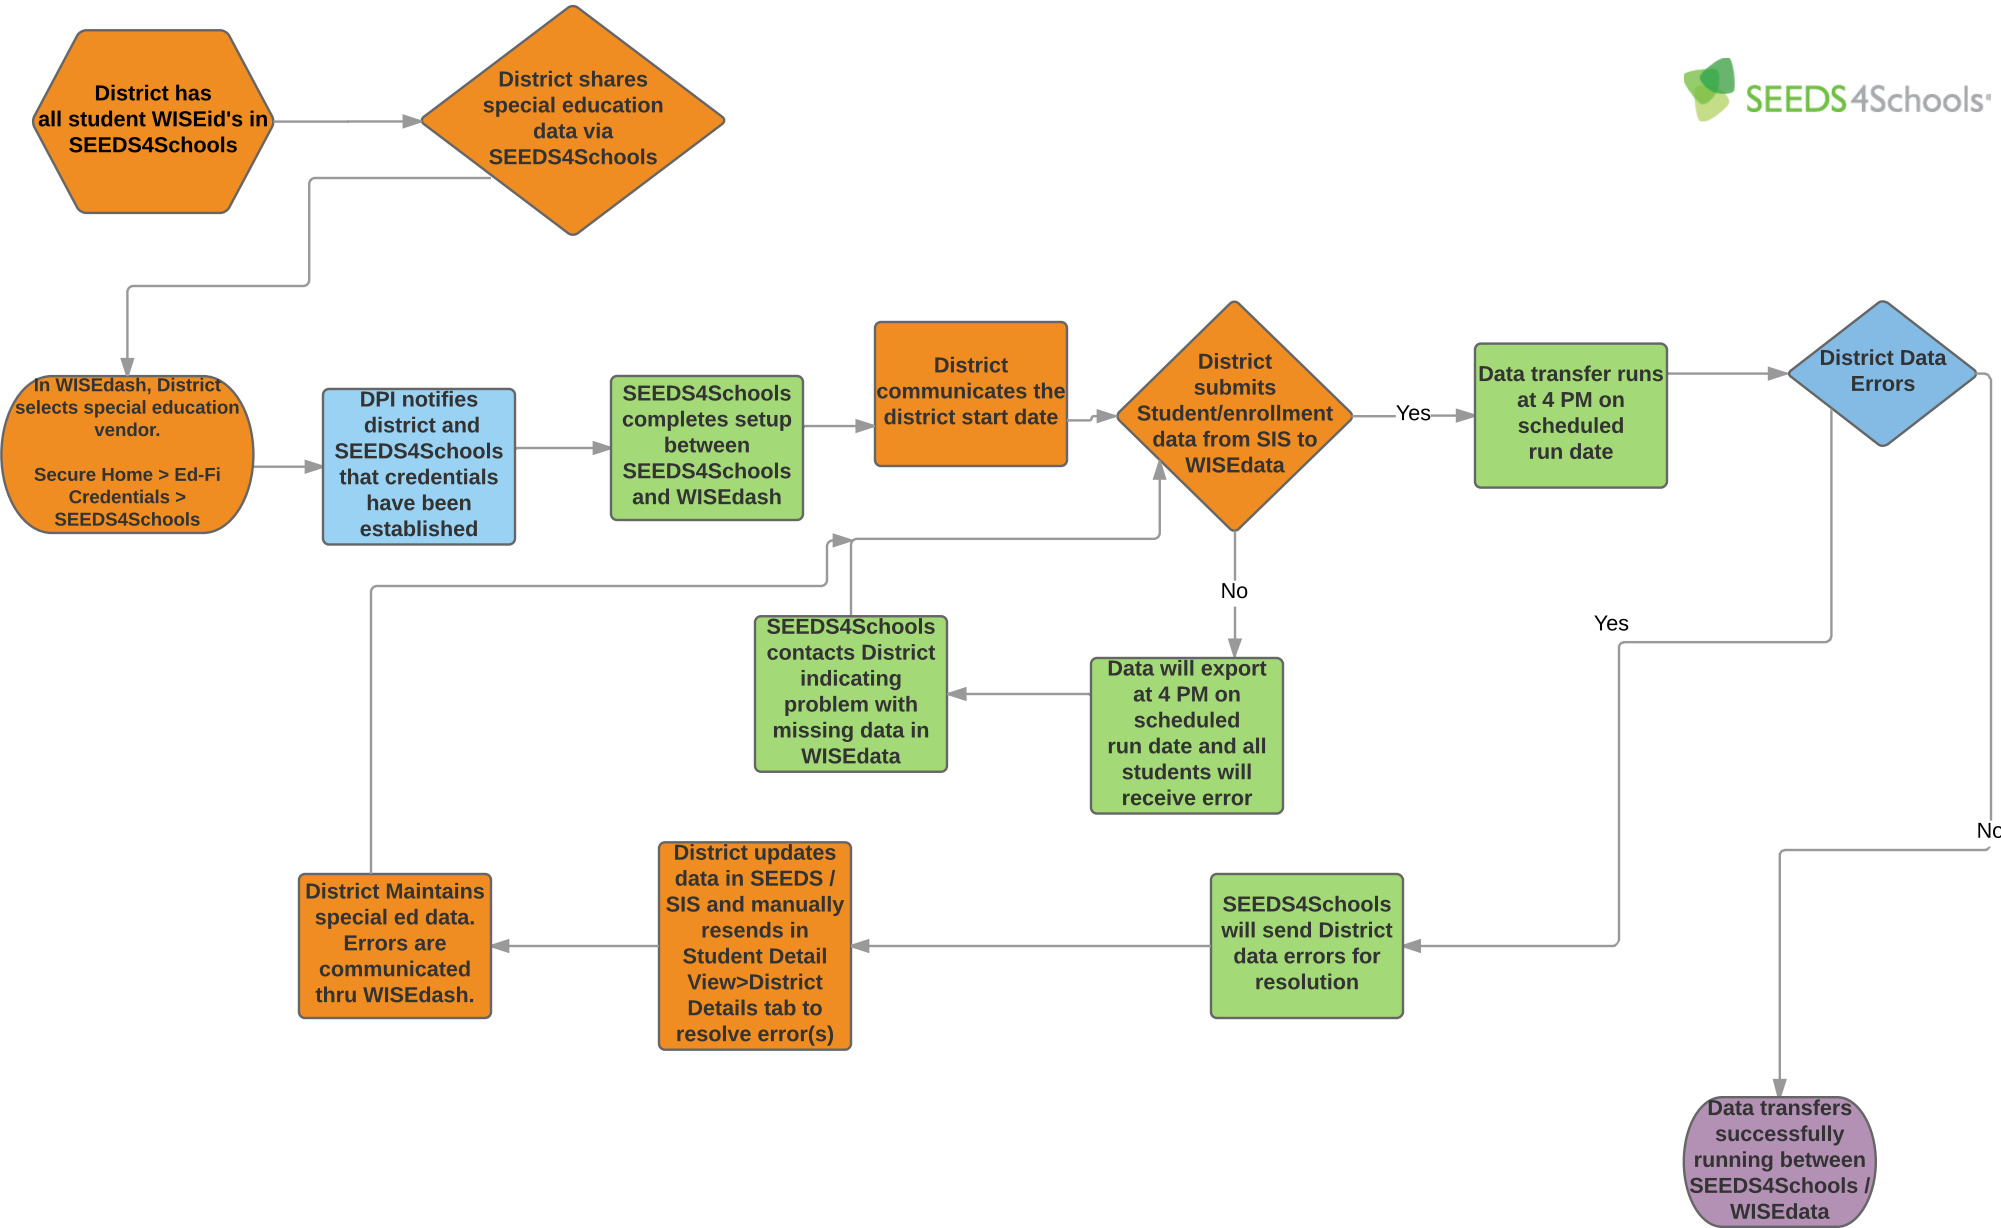 District has
all student WISEid's in
SEEDS4Schools
District shares
special education
data via
SEEDS4Schools
SEEDS4Schools
In WISEdash, District
selects special education
vendor.
Secure Home > Ed-Fi
Credentials >
SEEDS4Schools
DPI notifies
district and
SEEDS4Schools
that credentials
have been
established
SEEDS4Schools
completes setup
between
SEEDS4Schools
and WISEdash
District
communicates the
district start date
District
submits
Student/enrollment
data from SIS to
WISEdata
Yes
Data transfer runs
at 4 PM on
scheduled
run date
District Data
Errors
No
Yes
SEEDS4Schools
contacts District
indicating
problem with
missing data in
WISEdata
Data will export
at 4 PM on
scheduled
run date and all
students will
receive error
No
District Maintains
special ed data.
Errors are
communicated
thru WISEdash.
District updates
data in SEEDS /
SIS and manually
resends in
Student Detail
View>District
Details tab to
resolve error(s)
SEEDS4Schools
will send District
data errors for
resolution
Data transfers
successfully
running between
SEEDS4Schools /
WISEdata